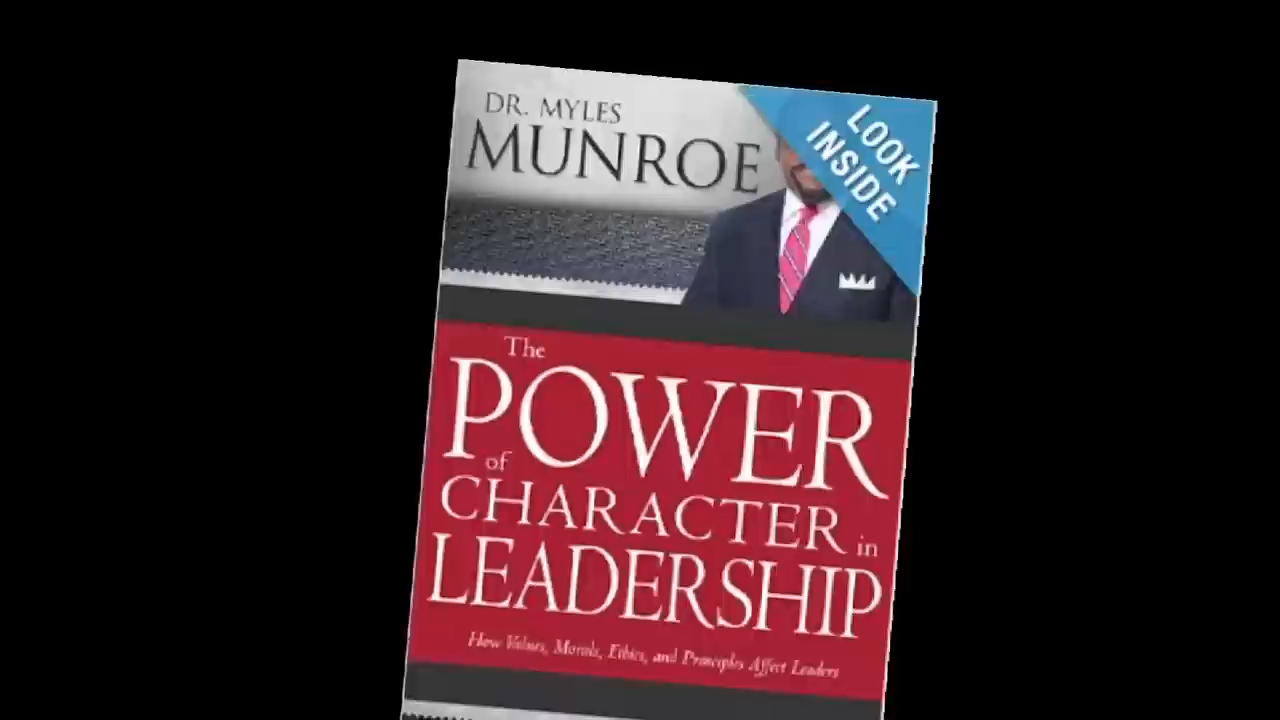 DR. MYLES
MUNROE
LOOK
INSIDE
The
POWER
of
CHARACTER in
LEADERSHIP
How Values, Morals, Ethics, and Principles Affect Leaders